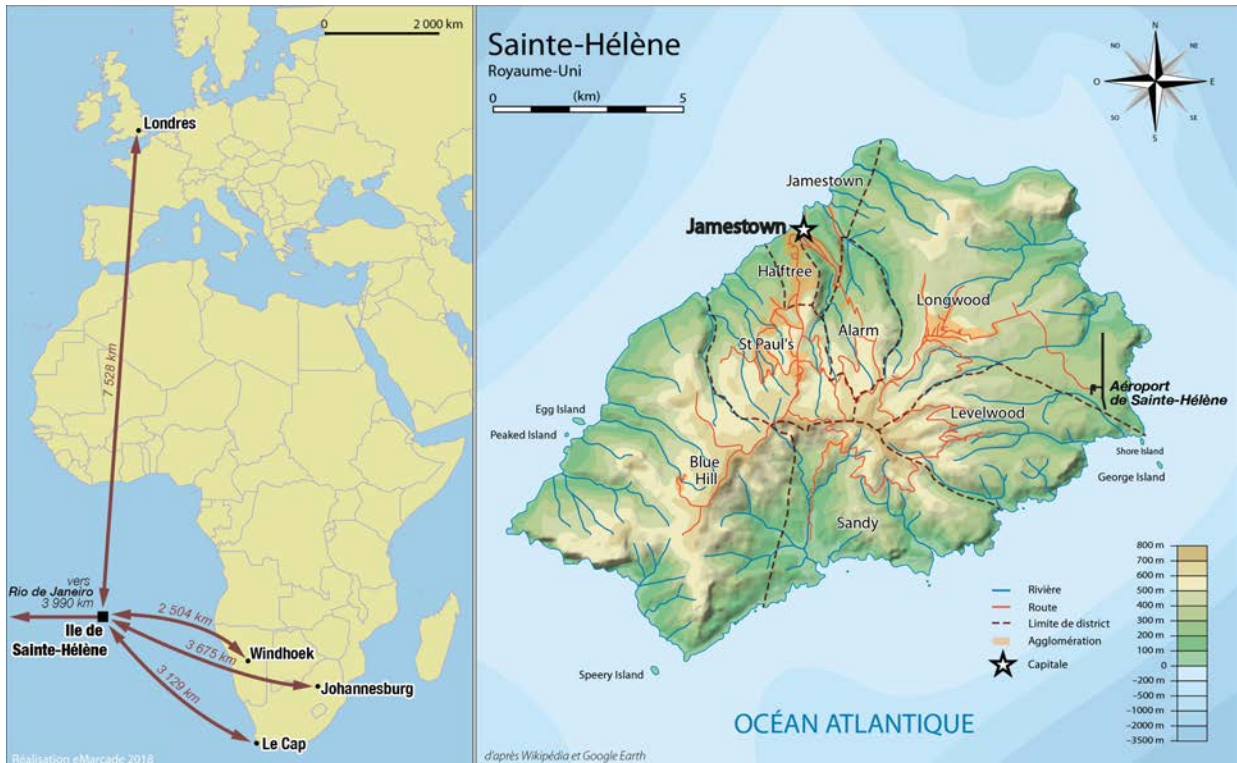 0
2 000 km
Londres
7 528 km
vers
Rio de Janeiro
3 990 km
Ile de
Sainte-Hélène
2 504 km
Windhoek
3 675 km
Johannesburg
3 129 km
Le Cap
Réalisation eMarcade 2018
Sainte-Hélène
Royaume-Uni
0
(km)
5
N
NO
NE
O
E
SO
SE
S
Jamestown
Jamestown
Halftree
Longwood
Alarm
St Paul's
Aéroport
de Sainte-Hélène
Levelwood
Egg Island
Peaked Island
Shore Island
George Island
Blue
Hill
Sandy
Speery Island
Rivière
Route
Limite de district
Agglomération
Capitale
800 m
700 m
600 m
500 m
400 m
300 m
200 m
100 m
0
–200 m
–500 m
–1000 m
–2000 m
–3500 m
OCÉAN ATLANTIQUE
d'après Wikipédia et Google Earth